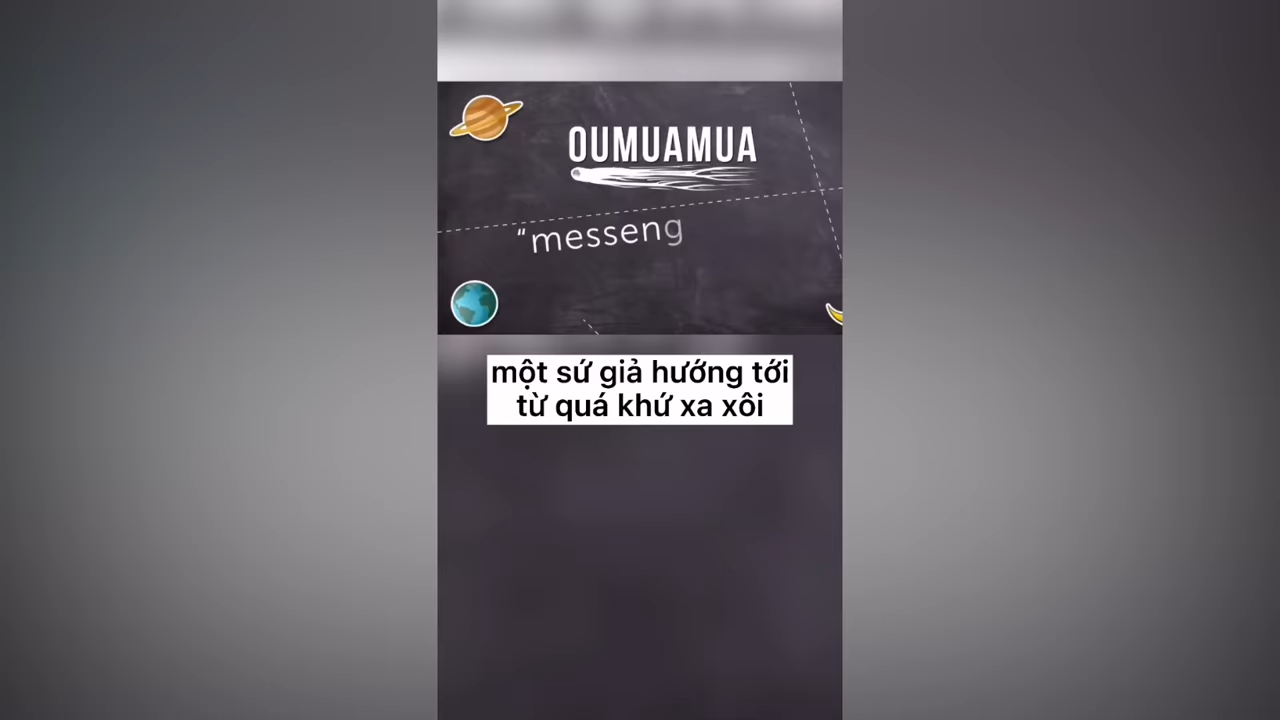 OUMUAMUA
“messeng
một sứ giả hướng tới
từ quá khứ xa xôi